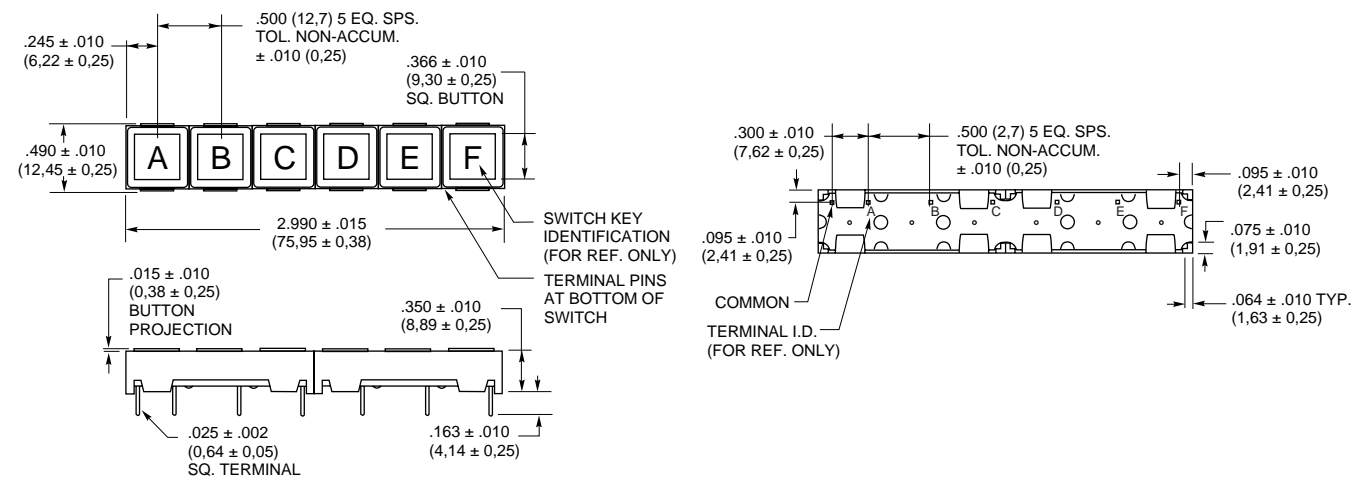 .500 (12,7) 5 EQ. SPS.
TOL. NON-ACCUM.
± .010 (0,25)
.245 ± .010
(6,22 ± 0,25)
.366 ± .010
(9,30 ± 0,25)
SQ. BUTTON
.490 ± .010
(12,45 ± 0,25)
A B C D E F
2.990 ± .015
(75,95 ± 0,38)
SWITCH KEY
IDENTIFICATION
(FOR REF. ONLY)
TERMINAL PINS
AT BOTTOM OF
SWITCH
.015 ± .010
(0,38 ± 0,25)
BUTTON
PROJECTION
.350 ± .010
(8,89 ± 0,25)
.025 ± .002
(0,64 ± 0,05)
SQ. TERMINAL
.163 ± .010
(4,14 ± 0,25)
.300 ± .010
(7,62 ± 0,25)
.500 (2,7) 5 EQ. SPS.
TOL. NON-ACCUM.
± .010 (0,25)
.095 ± .010
(2,41 ± 0,25)
A B C D E F
.095 ± .010
(2,41 ± 0,25)
.075 ± .010
(1,91 ± 0,25)
COMMON
TERMINAL I.D.
(FOR REF. ONLY)
.064 ± .010 TYP.
(1,63 ± 0,25)